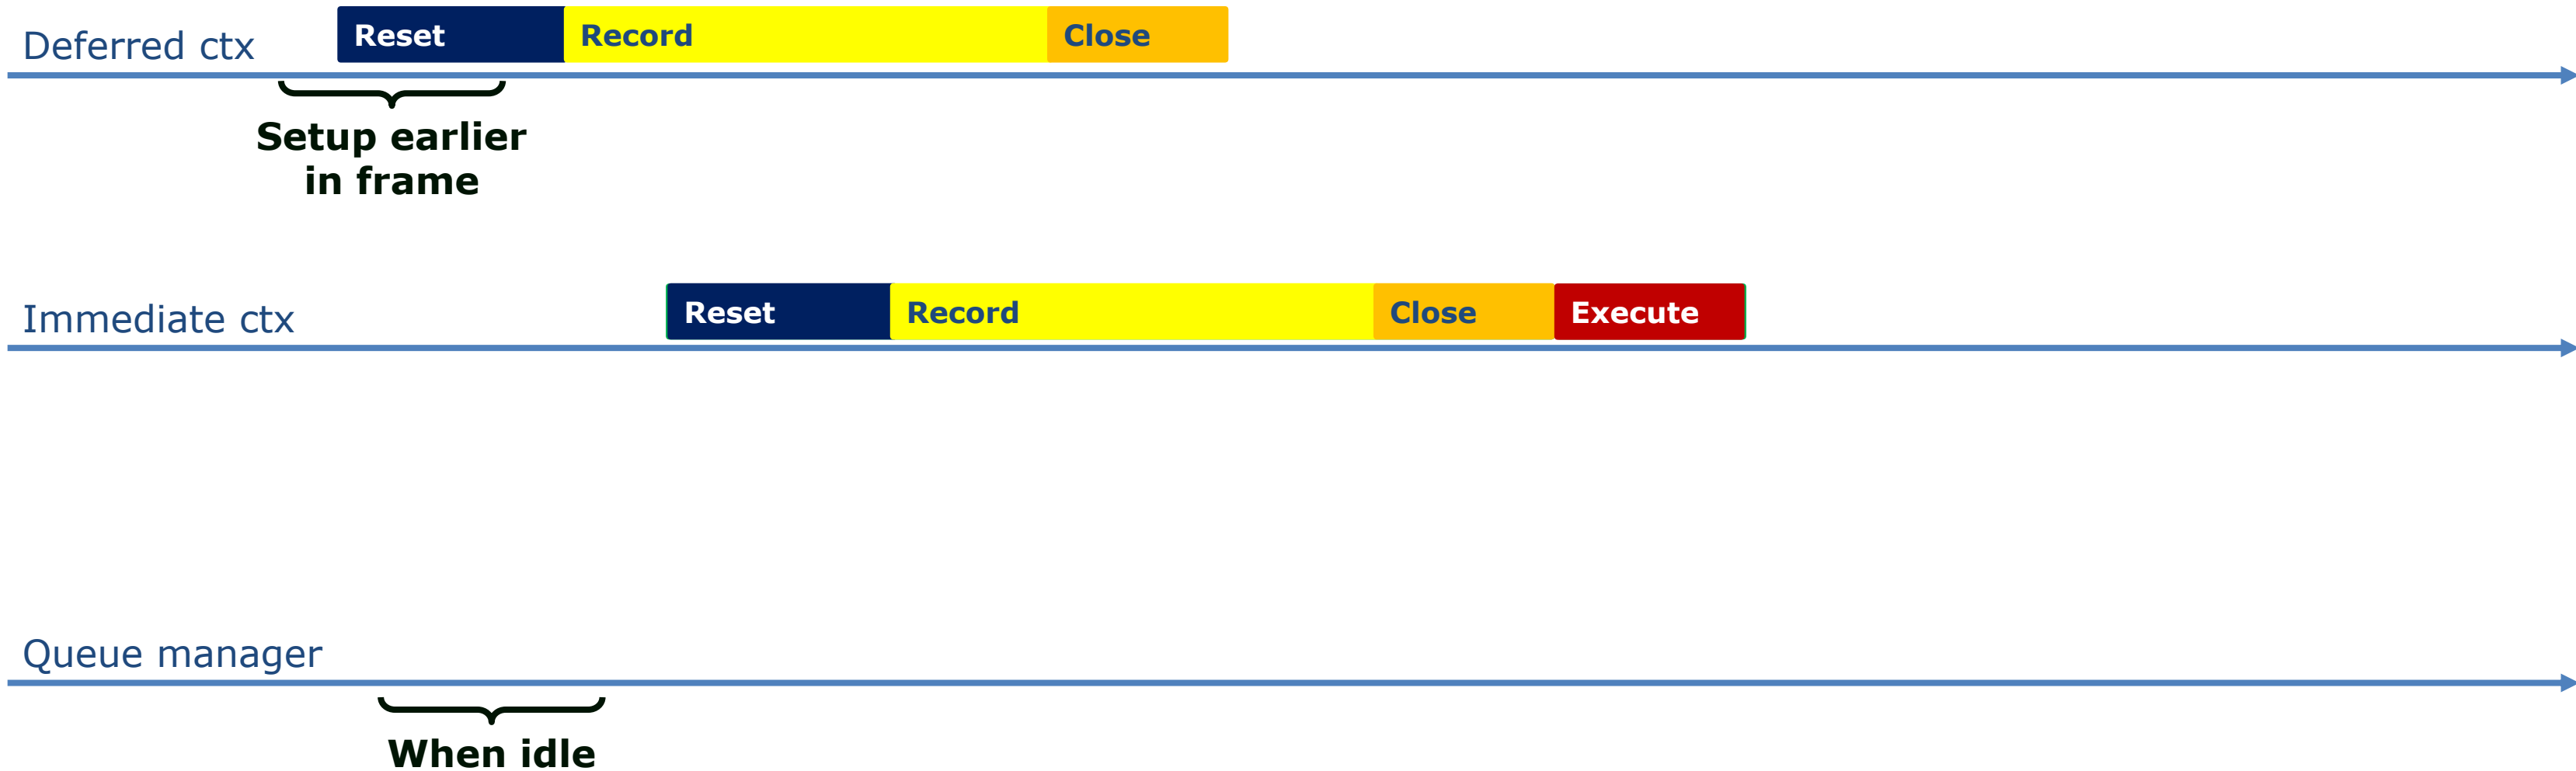 Deferred ctx
Reset Record Close
Setup earlier
in frame
Immediate ctx
Reset Record Close Execute
Queue manager
When idle